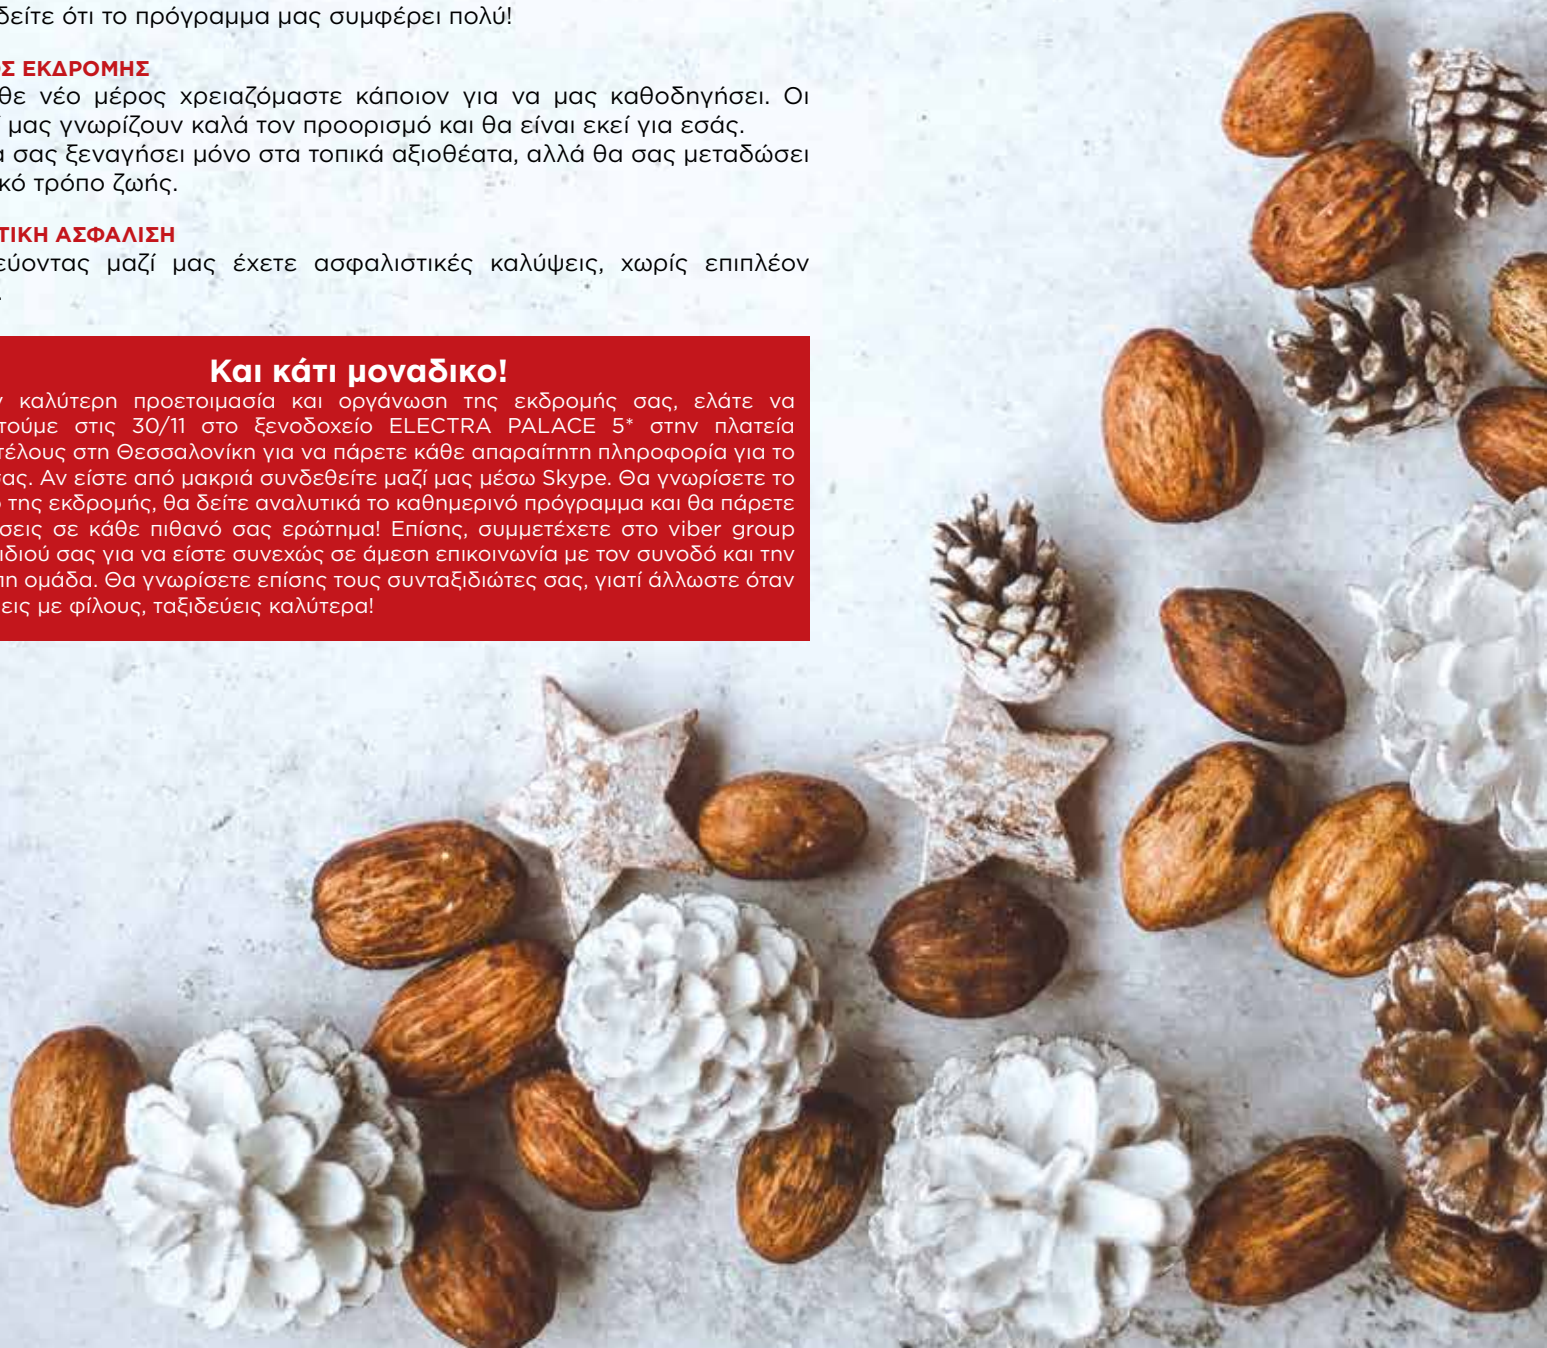 δείτε ότι το πρόγραμμα μας συμφέρει πολύ!
Σ ΕΚΔΡΟΜΗΣ
θε νέο μέρος χρειαζόμαστε κάποιον για να μας καθοδηγήσει. Οι
μας γνωρίζουν καλά τον προορισμό και θα είναι εκεί για εσάς.
α σας ξεναγήσει μόνο στα τοπικά αξιοθέατα, αλλά θα σας μεταδώσει
κό τρόπο ζωής.
ΤΙΚΗ ΑΣΦΑΛΙΣΗ
εύοντας μαζί μας έχετε ασφαλιστικές καλύψεις, χωρίς επιπλέον
Και κάτι μοναδικο!
ν καλύτερη προετοιμασία και οργάνωση της εκδρομής σας, ελάτε να
τούμε στις 30/11 στο ξενοδοχείο ELECTRA PALACE 5* στην πλατεία
τέλους στη Θεσσαλονίκη για να πάρετε κάθε απαραίτητη πληροφορία για το
σας. Αν είστε από μακριά συνδεθείτε μαζί μας μέσω Skype. Θα γνωρίσετε το
ό της εκδρομής, θα δείτε αναλυτικά το καθημερινό πρόγραμμα και θα πάρετε
σεις σε κάθε πιθανό σας ερώτημα! Επίσης, συμμετέχετε στο viber group
ιδιού σας για να είστε συνεχώς σε άμεση επικοινωνία με τον συνοδό και την
πη ομάδα. Θα γνωρίσετε επίσης τους συνταξιδιώτες σας, γιατί άλλωστε όταν
εις με φίλους, ταξιδεύεις καλύτερα!